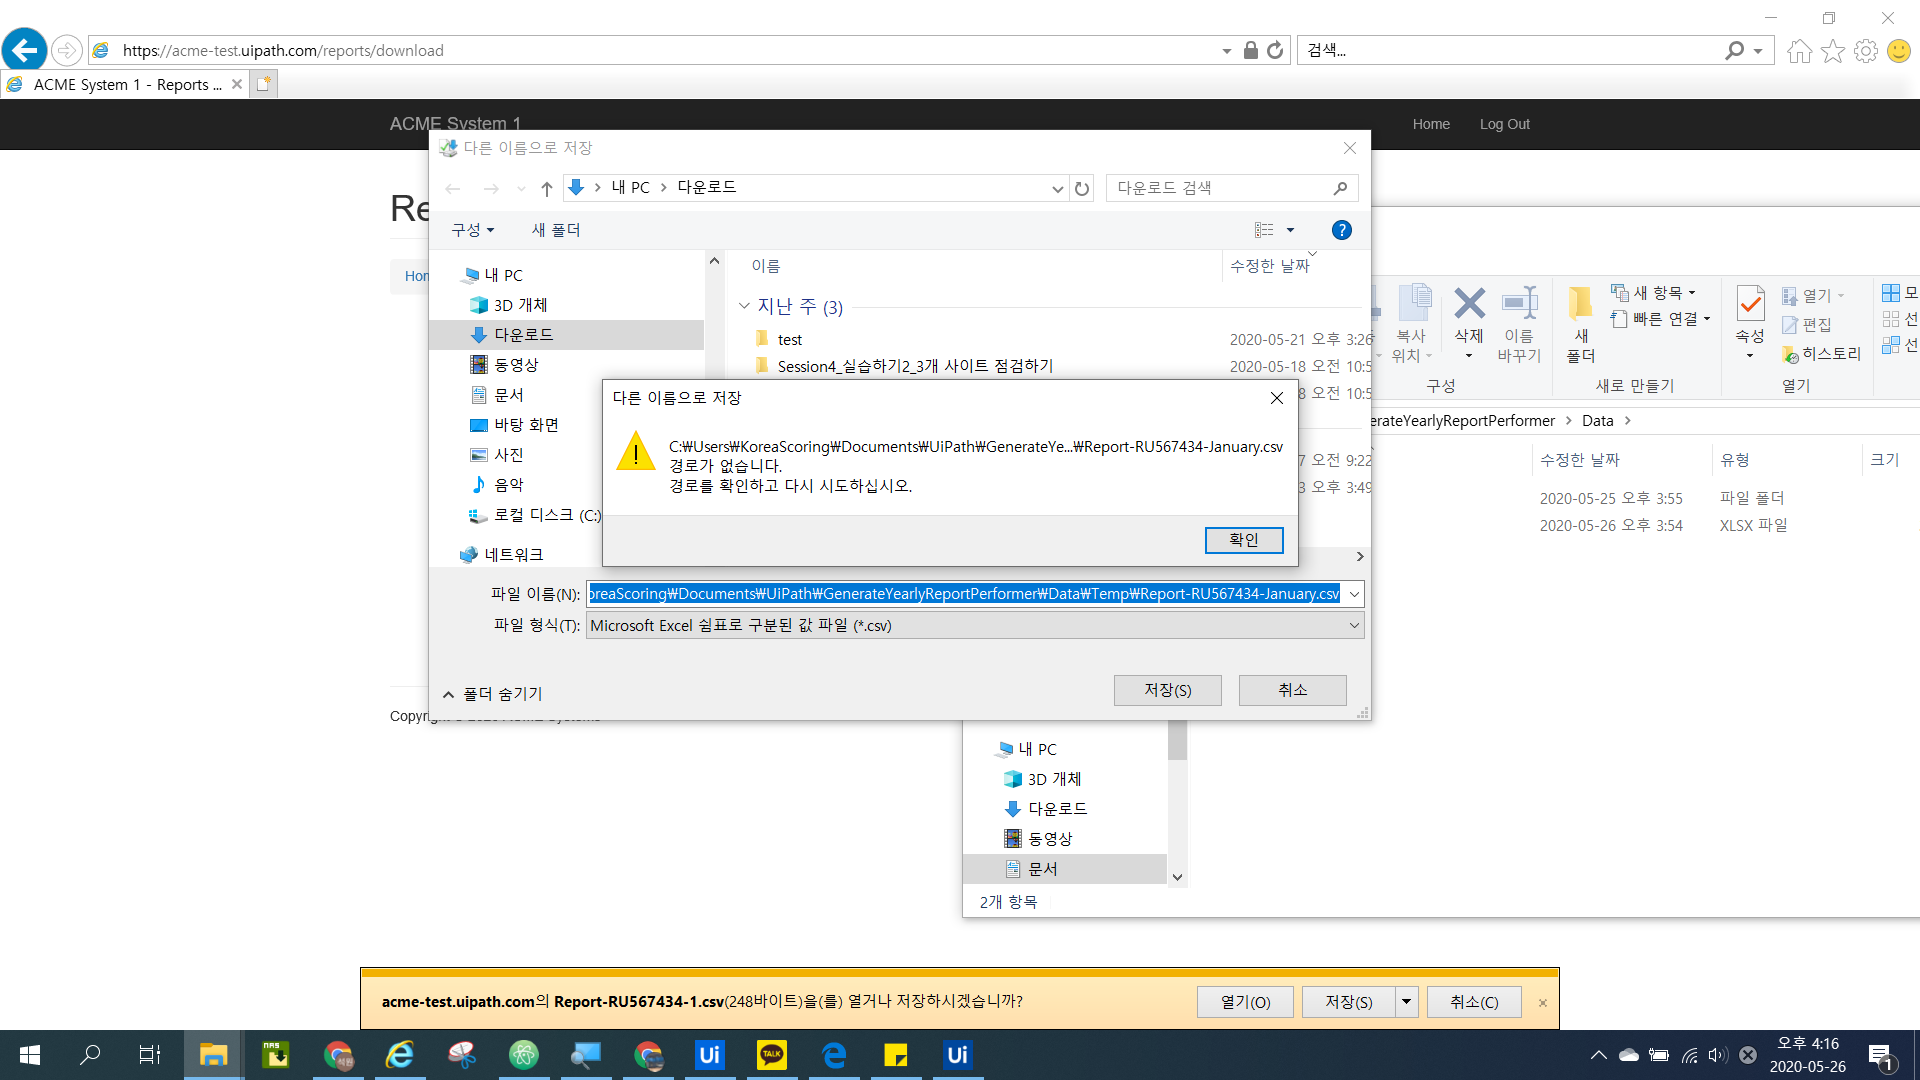 https://acme-test.uipath.com/reports/download
검색...
ACME System 1 - Reports ...
ACME System 1
Home
Log Out
다른 이름으로 저장
내 PC
다운로드
다운로드 검색
구성
새 폴더
내 PC
3D 개체
다운로드
동영상
문서
바탕 화면
사진
음악
로컬 디스크 (C:)
네트워크
이름
수정한 날짜
지난 주 (3)
test
2020-05-21 오후 3:26
Session4_실습하기2_3개 사이트 점검하기
2020-05-18 오전 10:5
8 오전 10:5
7 오전 9:22
3 오후 3:49
다른 이름으로 저장
C:₩Users₩KoreaScoring₩Documents₩UiPath₩GenerateYe...₩Report-RU567434-January.csv
경로가 없습니다.
경로를 확인하고 다시 시도하십시오.
확인
파일 이름(N):
oreaScoring₩Documents₩UiPath₩GenerateYearlyReportPerformer₩Data₩Temp₩Report-RU567434-January.csv
파일 형식(T):
Microsoft Excel 쉼표로 구분된 값 파일 (*.csv)
폴더 숨기기
저장(S)
취소
Re
Hom
복사
위치
삭제
이름
바꾸기
구성
새
폴더
새 항목
빠른 연결
새로 만들기
속성
열기
편집
히스토리
열기
모
선
선
erateYearlyReportPerformer
Data
수정한 날짜
유형
크기
2020-05-25 오후 3:55
파일 폴더
2020-05-26 오후 3:54
XLSX 파일
내 PC
3D 개체
다운로드
동영상
문서
2개 항목
acme-test.uipath.com의 Report-RU567434-1.csv(248바이트)을(를) 열거나 저장하시겠습니까?
열기(O)
저장(S)
취소(C)
NAS
Ui
TALK
Ui
오후 4:16
2020-05-26
1